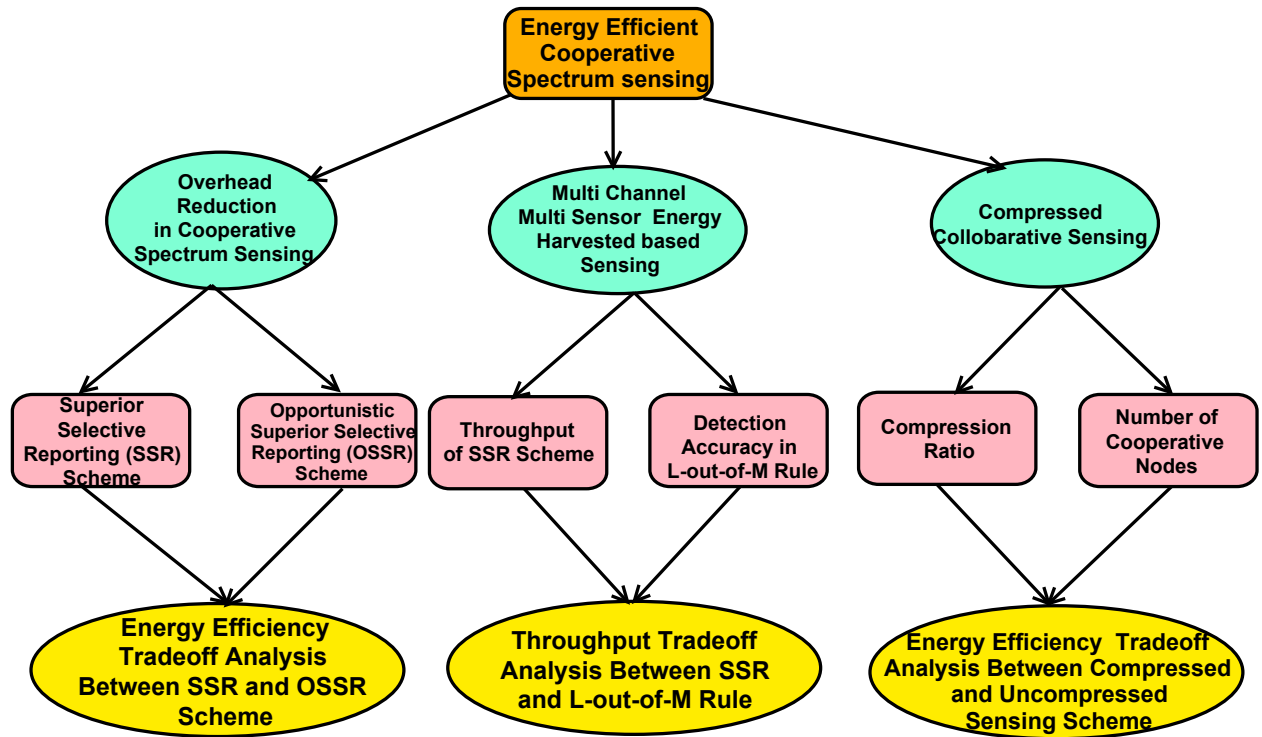 Energy Efficient
Cooperative
Spectrum sensing
Overhead
Reduction
in Cooperative
Spectrum Sensing
Multi Channel
Multi Sensor Energy
Harvested based
Sensing
Compressed
Collobarative Sensing
Superior
Selective
Reporting (SSR)
Scheme
Opportunistic
Superior Selective
Reporting (OSSR)
Scheme
Throughput
of SSR Scheme
Detection
Accuracy in
L-out-of-M Rule
Compression
Ratio
Number of
Cooperative
Nodes
Energy Efficiency
Tradeoff Analysis
Between SSR and OSSR
Scheme
Throughput Tradeoff
Analysis Between SSR
and L-out-of-M Rule
Energy Efficiency Tradeoff
Analysis Between Compressed
and Uncompressed
Sensing Scheme